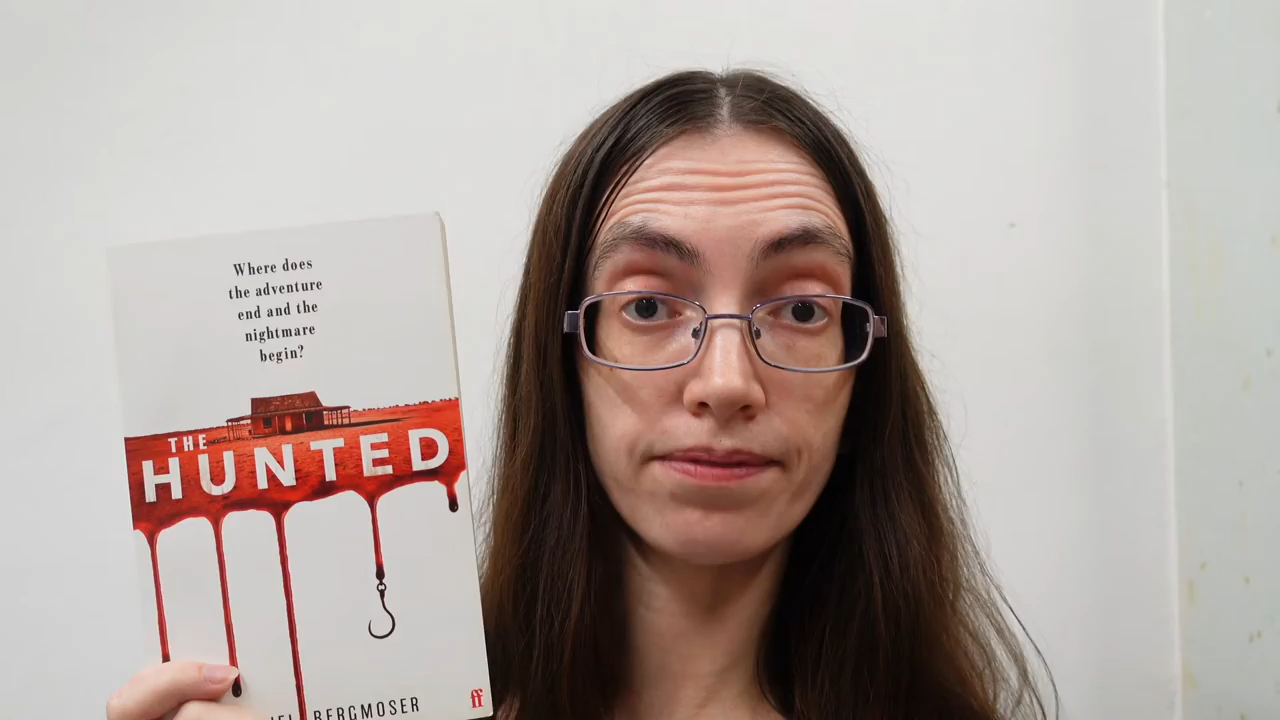 Where does
the adventure
end and the
nightmare
begin?
THE
HUNTED
BERGMOSER
ff